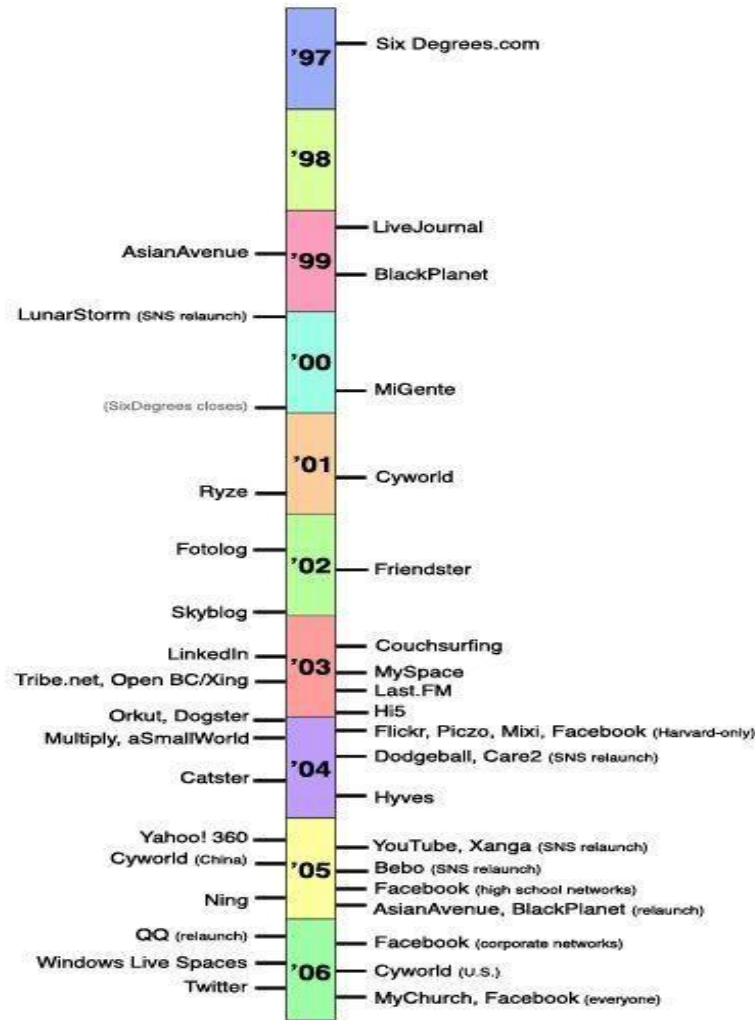 '97
Six Degrees.com
'98
LiveJournal
AsianAvenue
'99
BlackPlanet
LunarStorm (SNS relaunch)
'00
MiGente
(SixDegrees closes)
'01
Cyworld
Ryze
Fotolog
'02
Friendster
Skyblog
Couchsurfing
LinkedIn
'03
MySpace
Tribe.net, Open BC/Xing
Last.FM
Hi5
Orkut, Dogster
Flickr, Piczo, Mixi, Facebook (Harvard-only)
Multiply, aSmallWorld
Dodgeball, Care2 (SNS relaunch)
'04
Catster
Hyves
Yahoo! 360
YouTube, Xanga (SNS relaunch)
Cyworld (China)
'05
Bebo (SNS relaunch)
Facebook (high school networks)
Ning
AsianAvenue, BlackPlanet (relaunch)
QQ (relaunch)
Facebook (corporate networks)
Windows Live Spaces
'06
Cyworld (U.S.)
Twitter
MyChurch, Facebook (everyone)